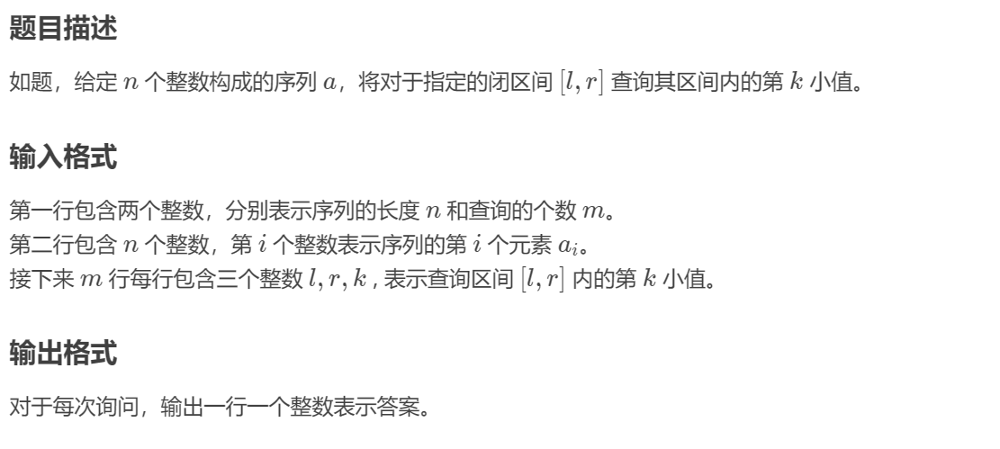 题目描述
如题，给定 n 个整数构成的序列 a，将对于指定的闭区间 [l, r] 查询其区间内的第 k 小值。
输入格式
第一行包含两个整数，分别表示序列的长度 n 和查询的个数 m。
第二行包含 n 个整数，第 i 个整数表示序列的第 i 个元素 a_i。
接下来 m 行每行包含三个整数 l, r, k , 表示查询区间 [l, r] 内的第 k 小值。
输出格式
对于每次询问，输出一行一个整数表示答案。